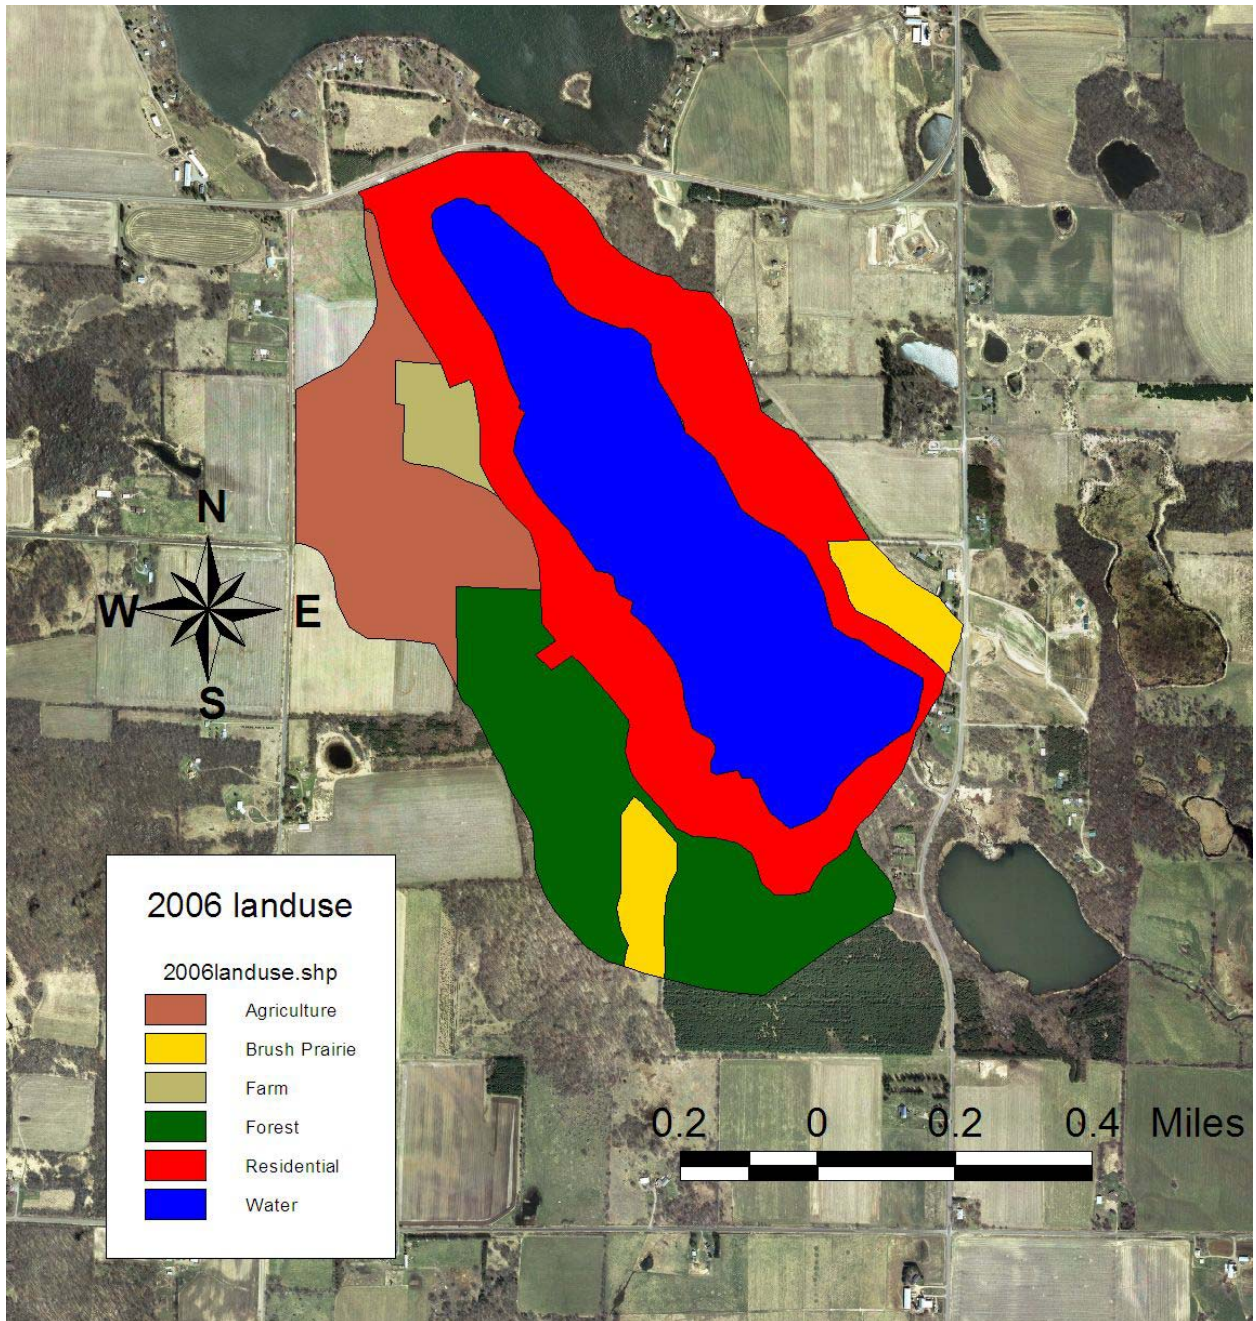 N
W E
S
2006 landuse
2006landuse.shp
Agriculture
Brush Prairie
Farm
Forest
Residential
Water
0.2 0 0.2 0.4 Miles